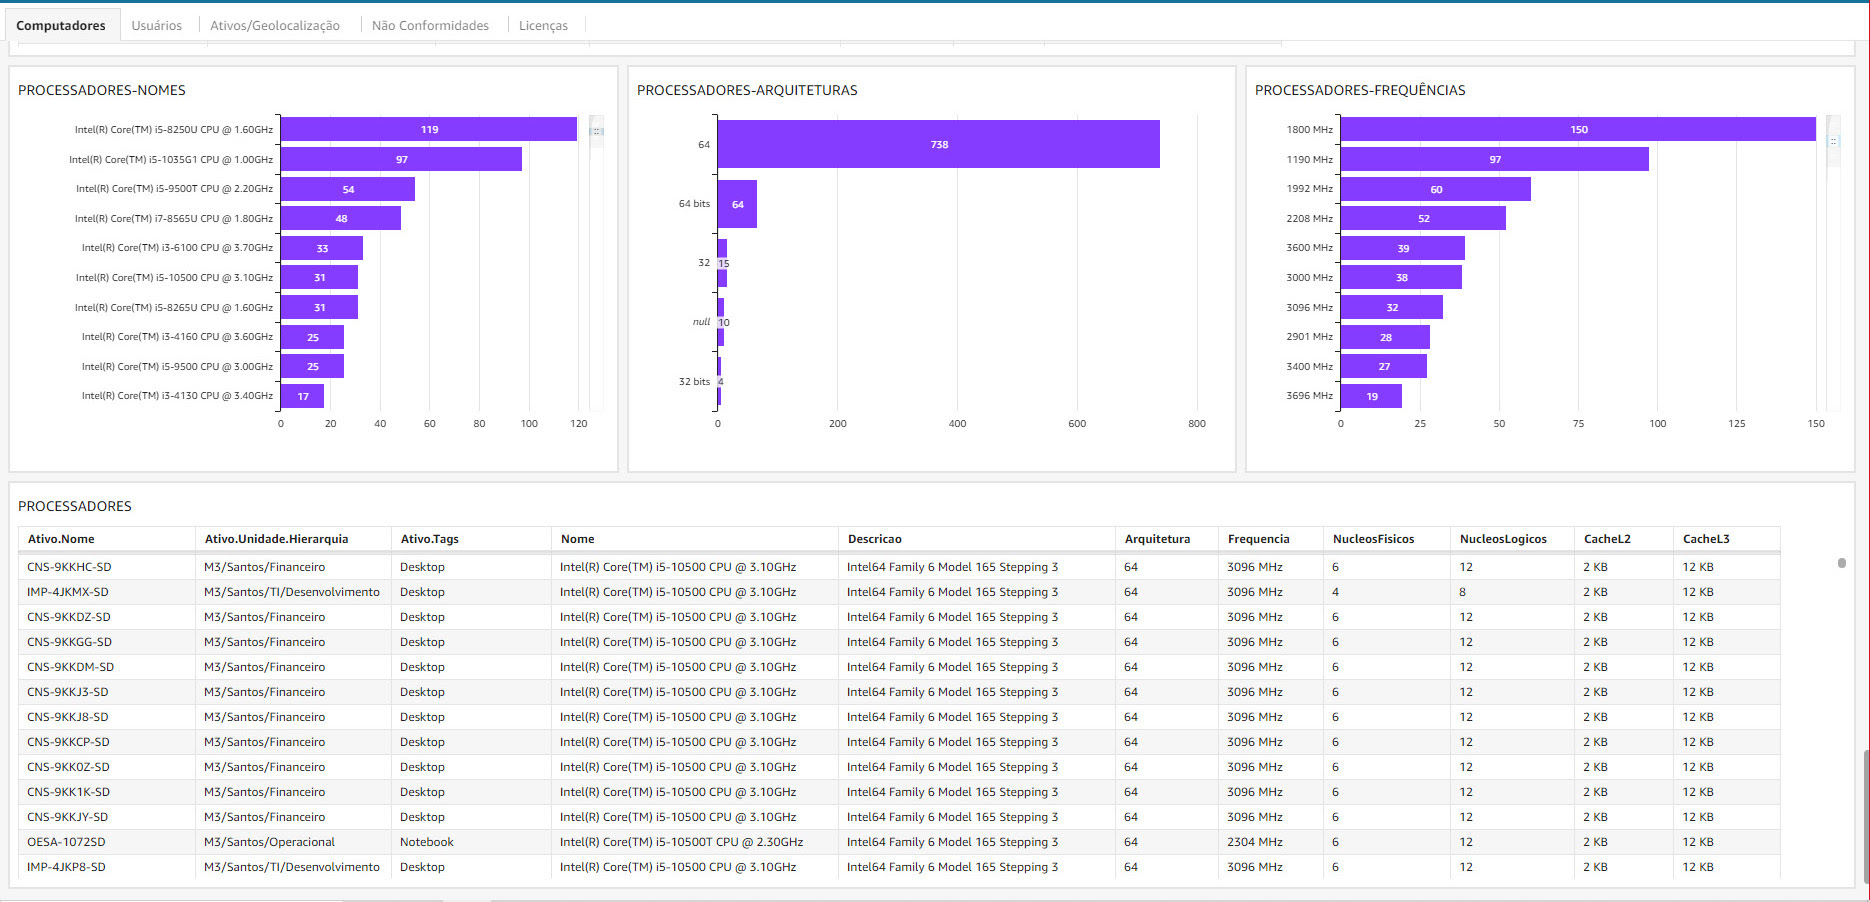 Computadores Usuários Ativos/Geolocalização Não Conformidades Licenças
PROCESSADORES-NOMES
Intel(R) Core(TM) i5-8250U CPU @ 1.60GHz 119
Intel(R) Core(TM) i5-1035G1 CPU @ 1.00GHz 97
Intel(R) Core(TM) i5-9500T CPU @ 2.20GHz 54
Intel(R) Core(TM) i7-8565U CPU @ 1.80GHz 48
Intel(R) Core(TM) i3-6100 CPU @ 3.70GHz 33
Intel(R) Core(TM) i5-10500 CPU @ 3.10GHz 31
Intel(R) Core(TM) i5-8265U CPU @ 1.60GHz 31
Intel(R) Core(TM) i3-4160 CPU @ 3.60GHz 25
Intel(R) Core(TM) i5-9500 CPU @ 3.00GHz 25
Intel(R) Core(TM) i3-4130 CPU @ 3.40GHz 17
0 20 40 60 80 100 120
PROCESSADORES-ARQUITETURAS
64 738
64 bits 64
32 15
null 10
32 bits 4
0 200 400 600 800
PROCESSADORES-FREQUÊNCIAS
1800 MHz 150
1190 MHz 97
1992 MHz 60
2208 MHz 52
3600 MHz 39
3000 MHz 38
3096 MHz 32
2901 MHz 28
3400 MHz 27
3696 MHz 19
0 25 50 75 100 125 150
PROCESSADORES
Ativo.Nome Ativo.Unidade.Hierarquia Ativo.Tags Nome Descricao Arquitetura Frequencia NucleosFisicos NucleosLogicos CacheL2 CacheL3
CNS-9KKHC-SD M3/Santos/Financeiro Desktop Intel(R) Core(TM) i5-10500 CPU @ 3.10GHz Intel64 Family 6 Model 165 Stepping 3 64 3096 MHz 6 12 2 KB 12 KB
IMP-4JKMX-SD M3/Santos/TI/Desenvolvimento Desktop Intel(R) Core(TM) i5-10500 CPU @ 3.10GHz Intel64 Family 6 Model 165 Stepping 3 64 3096 MHz 4 8 2 KB 12 KB
CNS-9KKDZ-SD M3/Santos/Financeiro Desktop Intel(R) Core(TM) i5-10500 CPU @ 3.10GHz Intel64 Family 6 Model 165 Stepping 3 64 3096 MHz 6 12 2 KB 12 KB
CNS-9KKGG-SD M3/Santos/Financeiro Desktop Intel(R) Core(TM) i5-10500 CPU @ 3.10GHz Intel64 Family 6 Model 165 Stepping 3 64 3096 MHz 6 12 2 KB 12 KB
CNS-9KKDM-SD M3/Santos/Financeiro Desktop Intel(R) Core(TM) i5-10500 CPU @ 3.10GHz Intel64 Family 6 Model 165 Stepping 3 64 3096 MHz 6 12 2 KB 12 KB
CNS-9KKJ3-SD M3/Santos/Financeiro Desktop Intel(R) Core(TM) i5-10500 CPU @ 3.10GHz Intel64 Family 6 Model 165 Stepping 3 64 3096 MHz 6 12 2 KB 12 KB
CNS-9KKJ8-SD M3/Santos/Financeiro Desktop Intel(R) Core(TM) i5-10500 CPU @ 3.10GHz Intel64 Family 6 Model 165 Stepping 3 64 3096 MHz 6 12 2 KB 12 KB
CNS-9KKCP-SD M3/Santos/Financeiro Desktop Intel(R) Core(TM) i5-10500 CPU @ 3.10GHz Intel64 Family 6 Model 165 Stepping 3 64 3096 MHz 6 12 2 KB 12 KB
CNS-9KK0Z-SD M3/Santos/Financeiro Desktop Intel(R) Core(TM) i5-10500 CPU @ 3.10GHz Intel64 Family 6 Model 165 Stepping 3 64 3096 MHz 6 12 2 KB 12 KB
CNS-9KK1K-SD M3/Santos/Financeiro Desktop Intel(R) Core(TM) i5-10500 CPU @ 3.10GHz Intel64 Family 6 Model 165 Stepping 3 64 3096 MHz 6 12 2 KB 12 KB
CNS-9KKJY-SD M3/Santos/Financeiro Desktop Intel(R) Core(TM) i5-10500 CPU @ 3.10GHz Intel64 Family 6 Model 165 Stepping 3 64 3096 MHz 6 12 2 KB 12 KB
OESA-1072SD M3/Santos/Operacional Notebook Intel(R) Core(TM) i5-10500T CPU @ 2.30GHz Intel64 Family 6 Model 165 Stepping 3 64 2304 MHz 6 12 2 KB 12 KB
IMP-4JKP8-SD M3/Santos/TI/Desenvolvimento Desktop Intel(R) Core(TM) i5-10500 CPU @ 3.10GHz Intel64 Family 6 Model 165 Stepping 3 64 3096 MHz 6 12 2 KB 12 KB